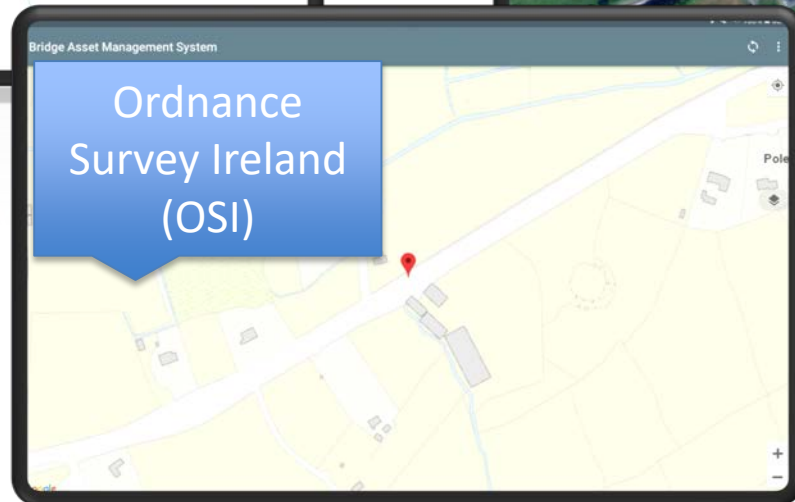 Bridge Asset Management System
Ordnance
Survey Ireland
(OSI)
Pole
+
−